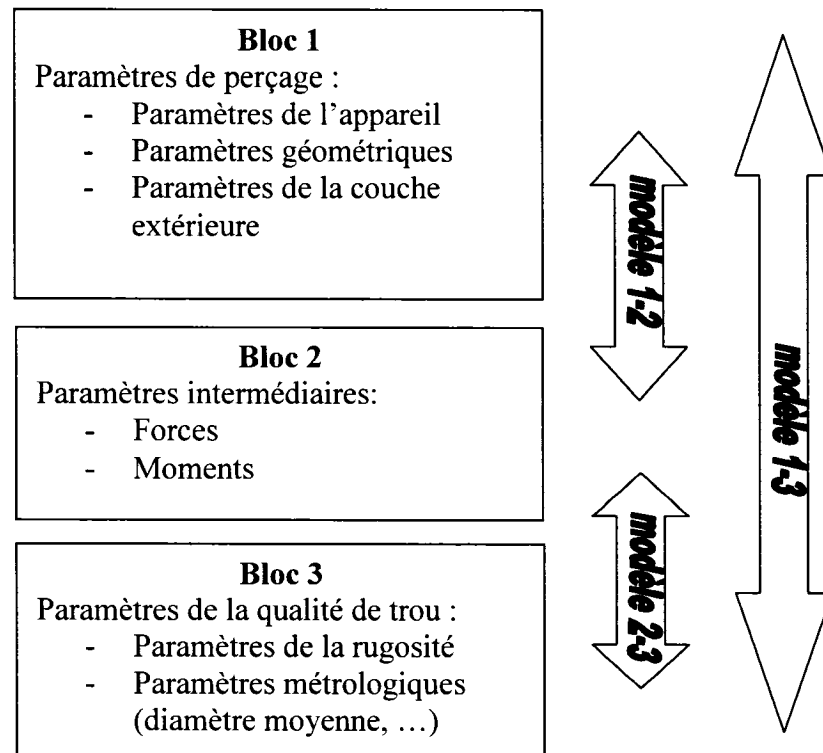 Bloc 1
Paramètres de perçage :
- Paramètres de l'appareil
- Paramètres géométriques
- Paramètres de la couche
extérieure
modèle 1-2
modèle 1-3
Bloc 2
Paramètres intermédiaires:
- Forces
- Moments
modèle 2-3
Bloc 3
Paramètres de la qualité de trou :
- Paramètres de la rugosité
- Paramètres métrologiques
(diamètre moyenne, …)